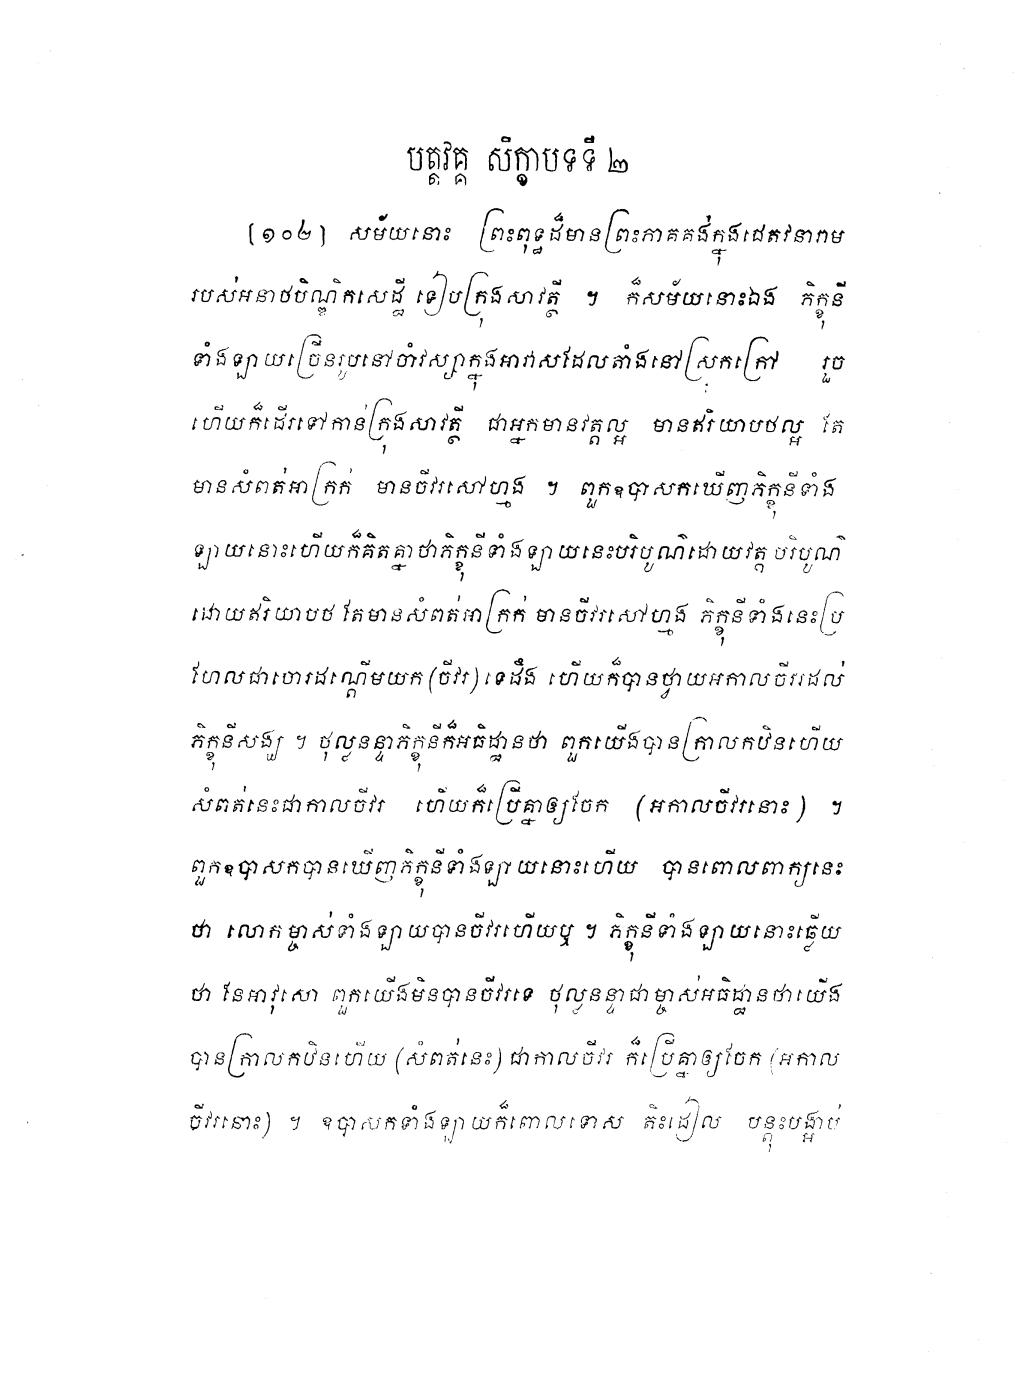 បត្តវគ្គ សិក្ខាបទទី ២
[១០៤] សម័យនោះ ព្រះពុទ្ធដ៏មានព្រះភាគគង់ក្នុងជេតវនារាម
របស់អនាថបិណ្ឌិកសេដ្ឋី ទៀបក្រុងសាវត្ថី ។ ក៏សម័យនោះឯង ភិក្ខុនី
ទាំងឡាយច្រើនរូបនៅចាំវស្សាក្នុងអាវាសដែលតាំងនៅស្រុកក្រៅ រួច
ហើយក៏ដើរទៅកាន់ក្រុងសាវត្ថី ជាអ្នកមានវត្តល្អ មានឥរិយាបថល្អ តែ
មានសំពត់អាក្រក់ មានចីវរសៅហ្មង ។ ពួកឧបាសកឃើញភិក្ខុនីទាំង
ឡាយនោះហើយក៏គិតគ្នាថាភិក្ខុនីទាំងឡាយនេះបរិបូណ៌ដោយវត្ត បរិបូណ៌
ដោយឥរិយាបថ តែមានសំពត់អាក្រក់ មានចីវរសៅហ្មង ភិក្ខុនីទាំងនេះប្រ
ហែលជាចោរដណ្តើមយក (ចីវរ) ទេដឹង ហើយក៏បានថ្វាយអកាលចីវរដល់
ភិក្ខុនីសង្ឃ ។ ថុល្លនន្ទាភិក្ខុនីក៏អធិដ្ឋានថា ពួកយើងបានក្រាលកឋិនហើយ
សំពត់នេះជាកាលចីវរ ហើយក៏ប្រើគ្នាឲ្យចែក (អកាលចីវរនោះ) ។
ពួកឧបាសកបានឃើញភិក្ខុនីទាំងឡាយនោះហើយ បានពោលពាក្យនេះ
ថា លោកម្ចាស់ទាំងឡាយបានចីវរហើយឬ ។ ភិក្ខុនីទាំងឡាយនោះឆ្លើយ
ថា នែអាវុសោ ពួកយើងមិនបានចីវរទេ ថុល្លនន្ទាជាម្ចាស់អធិដ្ឋានថាយើង
បានក្រាលកឋិនហើយ (សំពត់នេះ) ជាកាលចីវរ ក៏ប្រើគ្នាឲ្យចែក (អកាល
ចីវរនោះ) ។ ឧបាសកទាំងឡាយក៏ពោលទោស តិះដៀល បន្តុះបង្អាប់